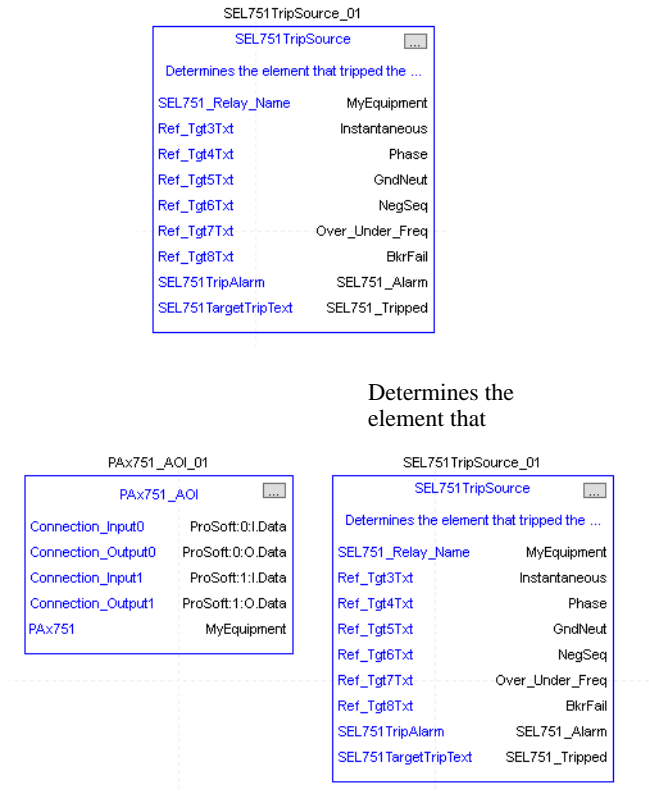 SEL751TripSource_01
SEL751TripSource ...
Determines the element that tripped the ...
SEL751_Relay_Name MyEquipment
Ref_Tgt3Txt Instantaneous
Ref_Tgt4Txt Phase
Ref_Tgt5Txt GndNeut
Ref_Tgt6Txt NegSeq
Ref_Tgt7Txt Over_Under_Freq
Ref_Tgt8Txt BkrFail
SEL751TripAlarm SEL751_Alarm
SEL751TargetTripText SEL751_Tripped
Determines the
element that
PAx751_AOI_01
PAx751_AOI ...
Connection_Input0 ProSoft:0:I.Data
Connection_Output0 ProSoft:0:O.Data
Connection_Input1 ProSoft:1:I.Data
Connection_Output1 ProSoft:1:O.Data
PAx751 MyEquipment
SEL751TripSource_01
SEL751TripSource ...
Determines the element that tripped the ...
SEL751_Relay_Name MyEquipment
Ref_Tgt3Txt Instantaneous
Ref_Tgt4Txt Phase
Ref_Tgt5Txt GndNeut
Ref_Tgt6Txt NegSeq
Ref_Tgt7Txt Over_Under_Freq
Ref_Tgt8Txt BkrFail
SEL751TripAlarm SEL751_Alarm
SEL751TargetTripText SEL751_Tripped